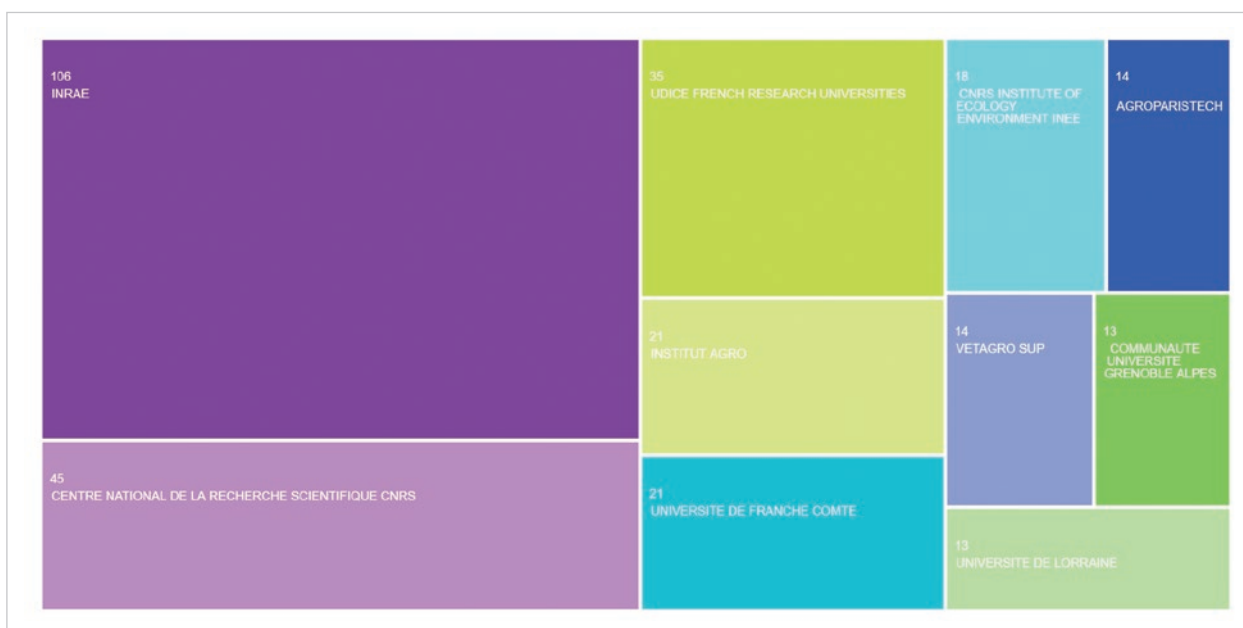 106
INRAE
45
CENTRE NATIONAL DE LA RECHERCHE SCIENTIFIQUE CNRS
35
UDICE FRENCH RESEARCH UNIVERSITIES
21
INSTITUT AGRO
21
UNIVERSITE DE FRANCHE COMTE
18
CNRS INSTITUTE OF
ECOLOGY
ENVIRONMENT INEE
14
AGROPARISTECH
14
VETAGRO SUP
13
COMMUNAUTE
UNIVERSITE
GRENOBLE ALPES
13
UNIVERSITE DE LORRAINE